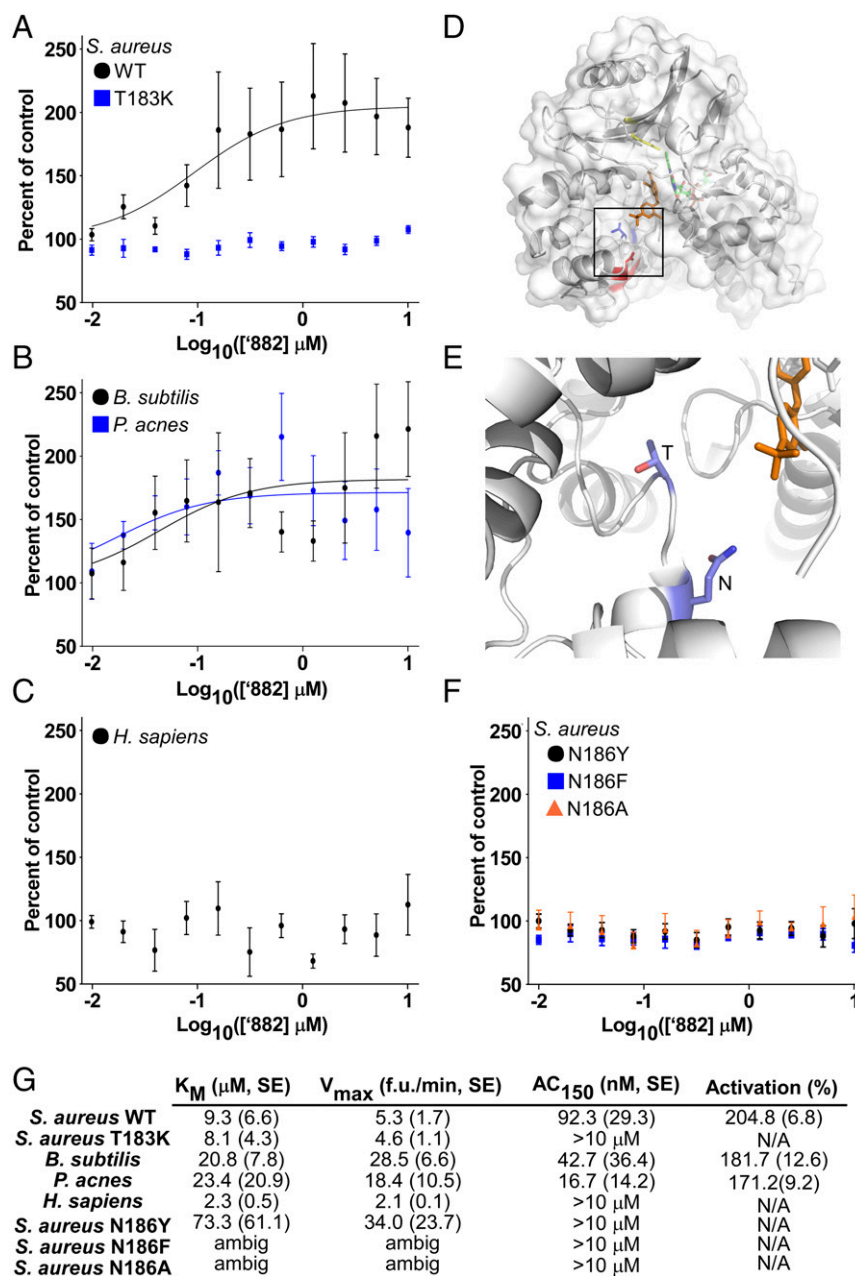 A
S. aureus
WT
T183K
Percent of control
250
200
150
100
50
-2 -1 0 1
Log10(['882] μM)
B
B. subtilis
P. acnes
Percent of control
250
200
150
100
50
-2 -1 0 1
Log10(['882] μM)
C
H. sapiens
Percent of control
250
200
150
100
50
-2 -1 0 1
Log10(['882] μM)
D
E
T
N
F
S. aureus
N186Y
N186F
N186A
Percent of control
250
200
150
100
50
-2 -1 0 1
Log10(['882] μM)
G
KM (μM, SE) Vmax (f.u./min, SE) AC150 (nM, SE) Activation (%)
S. aureus WT 9.3 (6.6) 5.3 (1.7) 92.3 (29.3) 204.8 (6.8)
S. aureus T183K 8.1 (4.3) 4.6 (1.1) >10 μM N/A
B. subtilis 20.8 (7.8) 28.5 (6.6) 42.7 (36.4) 181.7 (12.6)
P. acnes 23.4 (20.9) 18.4 (10.5) 16.7 (14.2) 171.2(9.2)
H. sapiens 2.3 (0.5) 2.1 (0.1) >10 μM N/A
S. aureus N186Y 73.3 (61.1) 34.0 (23.7) >10 μM N/A
S. aureus N186F ambig ambig >10 μM N/A
S. aureus N186A ambig ambig >10 μM N/A